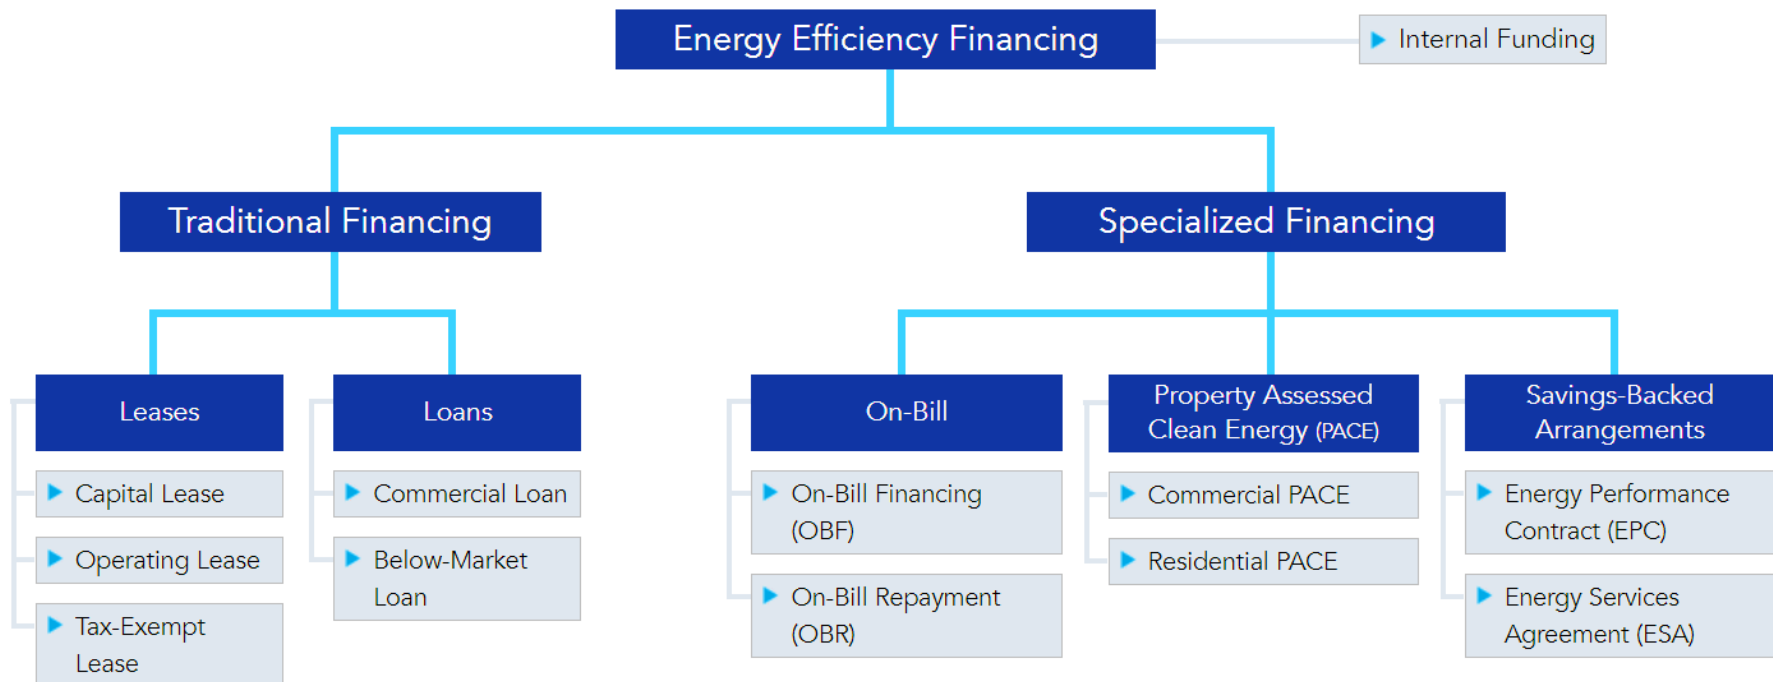 Energy Efficiency Financing
Internal Funding
Traditional Financing
Specialized Financing
Leases
Capital Lease
Operating Lease
Tax-Exempt
Lease
Loans
Commercial Loan
Below-Market
Loan
On-Bill
On-Bill Financing
(OBF)
On-Bill Repayment
(OBR)
Property Assessed
Clean Energy (PACE)
Commercial PACE
Residential PACE
Savings-Backed
Arrangements
Energy Performance
Contract (EPC)
Energy Services
Agreement (ESA)